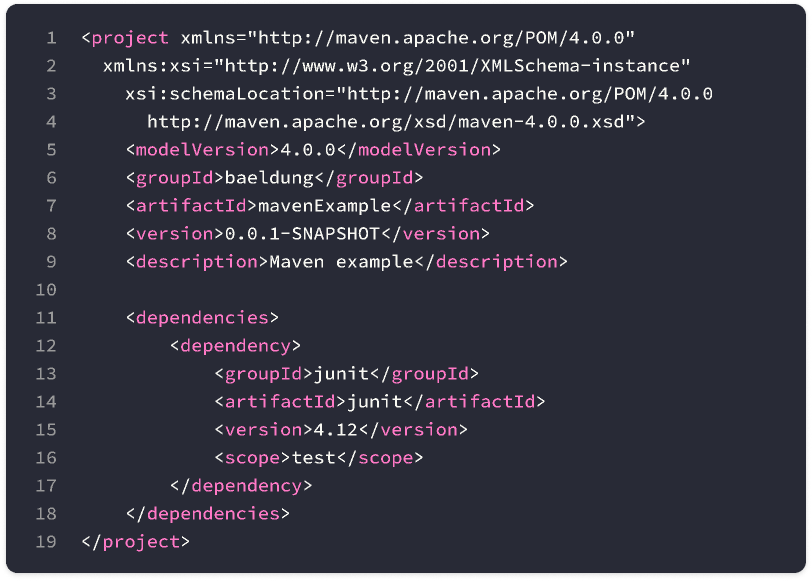 1 <project xmlns="http://maven.apache.org/POM/4.0.0"
2   xmlns:xsi="http://www.w3.org/2001/XMLSchema-instance"
3     xsi:schemaLocation="http://maven.apache.org/POM/4.0.0
4       http://maven.apache.org/xsd/maven-4.0.0.xsd">
5     <modelVersion>4.0.0</modelVersion>
6     <groupId>baeldung</groupId>
7     <artifactId>mavenExample</artifactId>
8     <version>0.0.1-SNAPSHOT</version>
9     <description>Maven example</description>
10
11     <dependencies>
12         <dependency>
13             <groupId>junit</groupId>
14             <artifactId>junit</artifactId>
15             <version>4.12</version>
16             <scope>test</scope>
17         </dependency>
18     </dependencies>
19 </project>